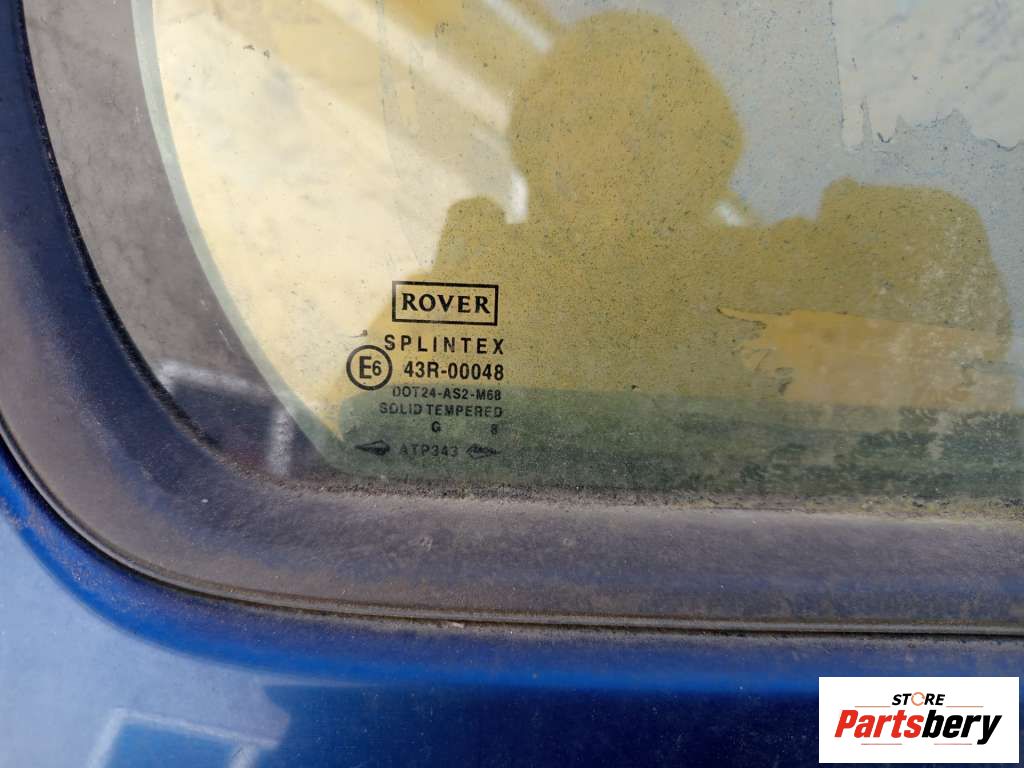 ROVER
SPLINTEX
E6 43R-00048
DOT24-AS2-M68
SOLID TEMPERED
G 8
ATP343
STORE
Partsbery